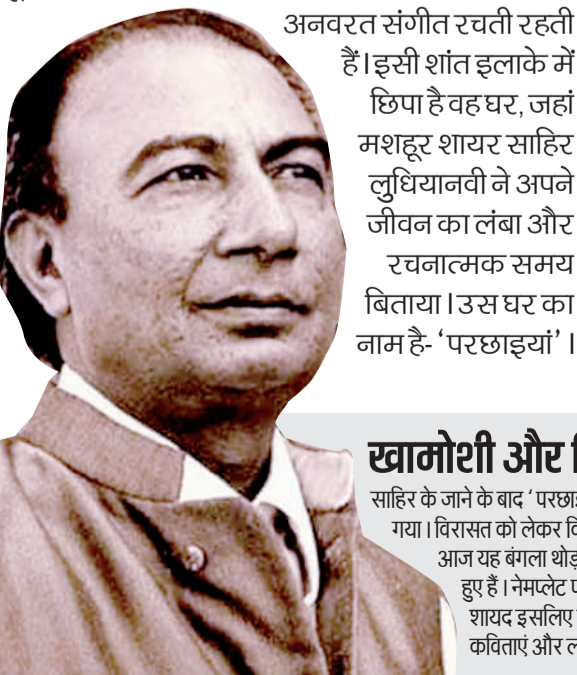 अनवरत संगीत रचती रहती
हैं। इसी शांत इलाके में
छिपा है वह घर, जहां
मशहूर शायर साहिर
लुधियानवी ने अपने
जीवन का लंबा और
रचनात्मक समय
बिताया। उस घर का
नाम है- ‘परछाइयां’।
खामोशी और
साहिर के जाने के बाद ‘
गया। विरासत को लेकर
आज यह बंगला
हुए हैं। नेमप्लेट
शायद इसलिए
कविताएं और